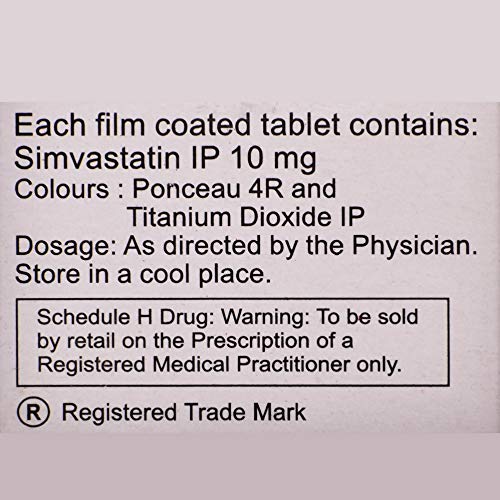 Each film coated tablet contains:
Simvastatin IP 10 mg
Colours : Ponceau 4R and
Titanium Dioxide IP
Dosage: As directed by the Physician.
Store in a cool place.
Schedule H Drug: Warning: To be sold
by retail on the Prescription of a
Registered Medical Practitioner only.
® Registered Trade Mark